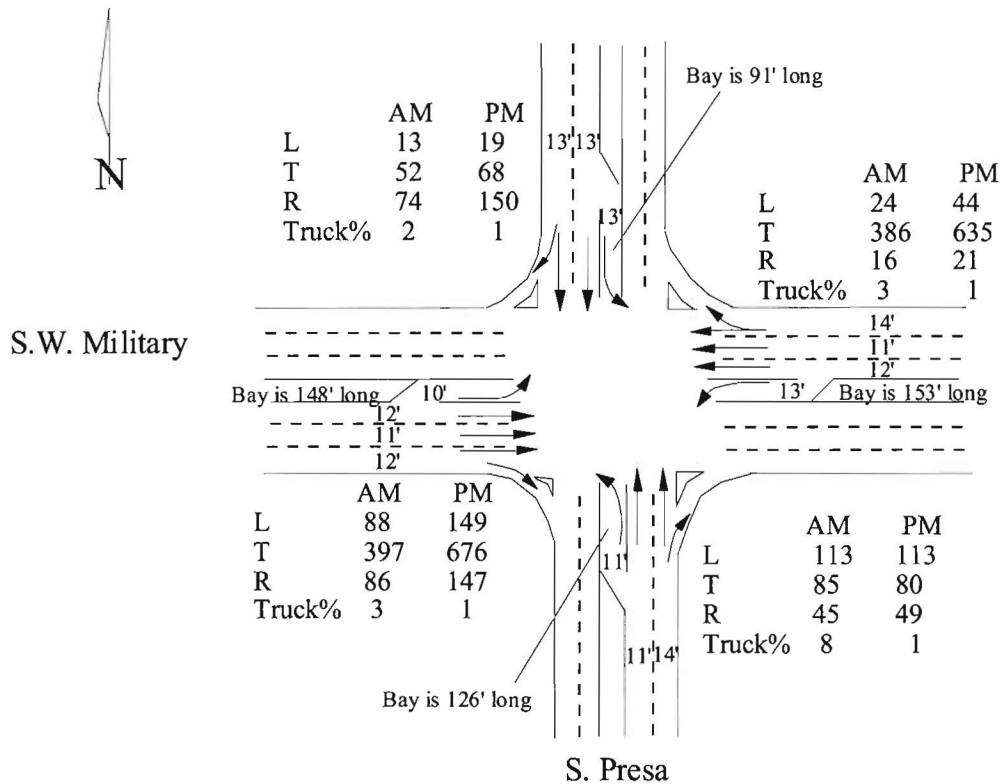 Bay is 91' long
AM PM
L 13 19
T 52 68
R 74 150
Truck% 2 1
N
13' 13'
13'
AM PM
L 24 44
T 386 635
R 16 21
Truck% 3 1
S.W. Military
14'
11'
12'
Bay is 148' long 10'
13' Bay is 153' long
12'
11'
12'
AM PM
L 88 149
T 397 676
R 86 147
Truck% 3 1
11'
AM PM
L 113 113
T 85 80
R 45 49
Truck% 8 1
11' 14'
Bay is 126' long
S. Presa